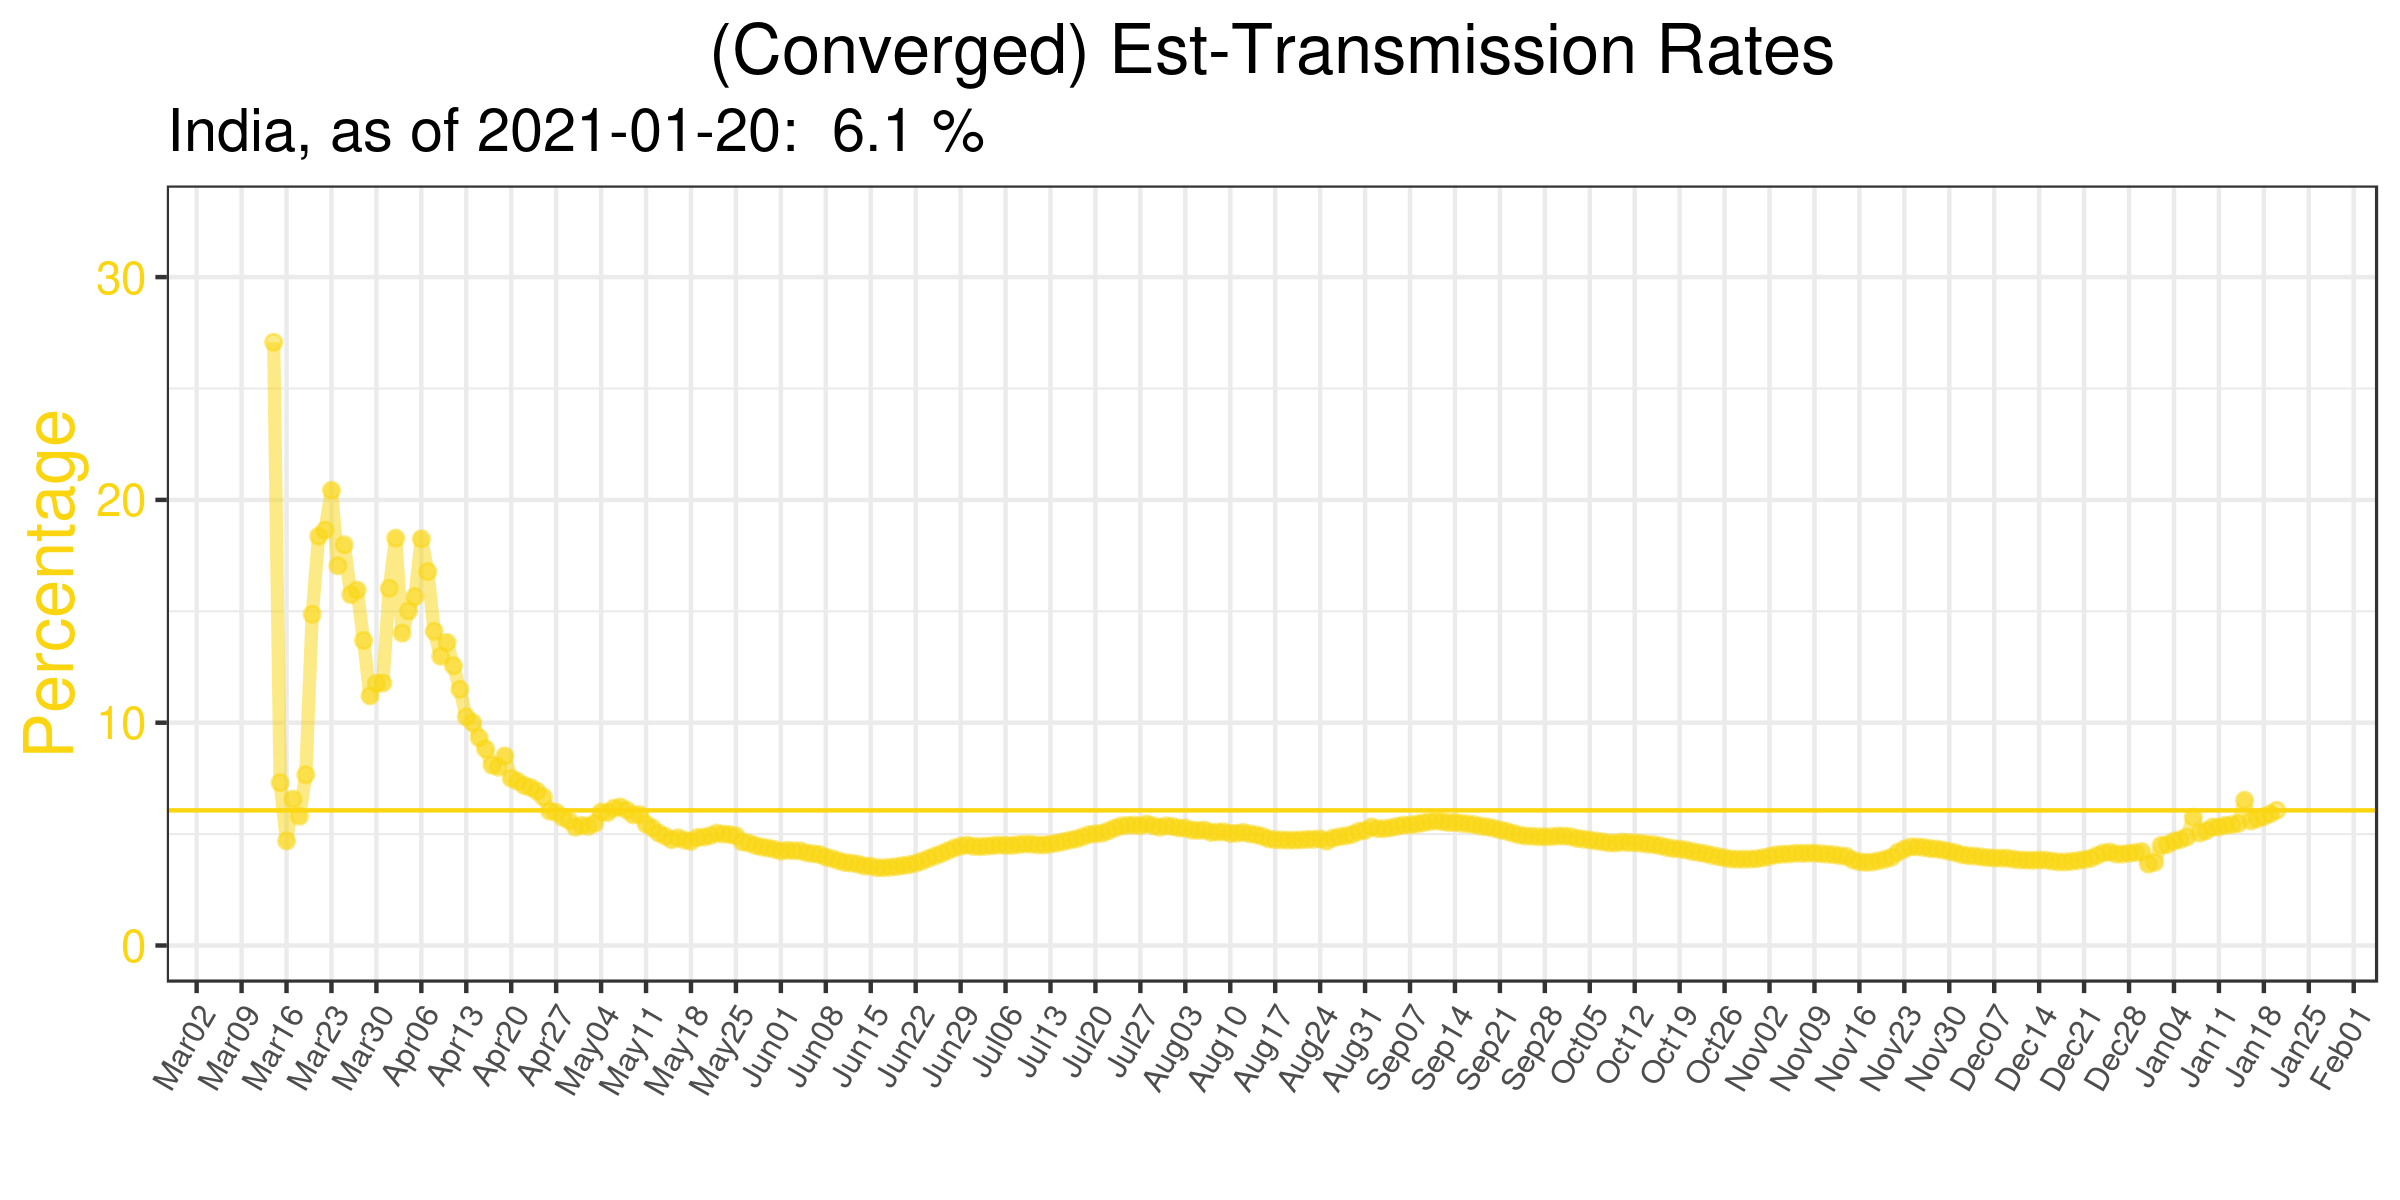 (Converged) Est-Transmission Rates
India, as of 2021-01-20:  6.1 %
Percentage
30
20
10
0
Mar02
Mar09
Mar16
Mar23
Mar30
Apr06
Apr13
Apr20
Apr27
May04
May11
May18
May25
Jun01
Jun08
Jun15
Jun22
Jun29
Jul06
Jul13
Jul20
Jul27
Aug03
Aug10
Aug17
Aug24
Aug31
Sep07
Sep14
Sep21
Sep28
Oct05
Oct12
Oct19
Oct26
Nov02
Nov09
Nov16
Nov23
Nov30
Dec07
Dec14
Dec21
Dec28
Jan04
Jan11
Jan18
Jan25
Feb01